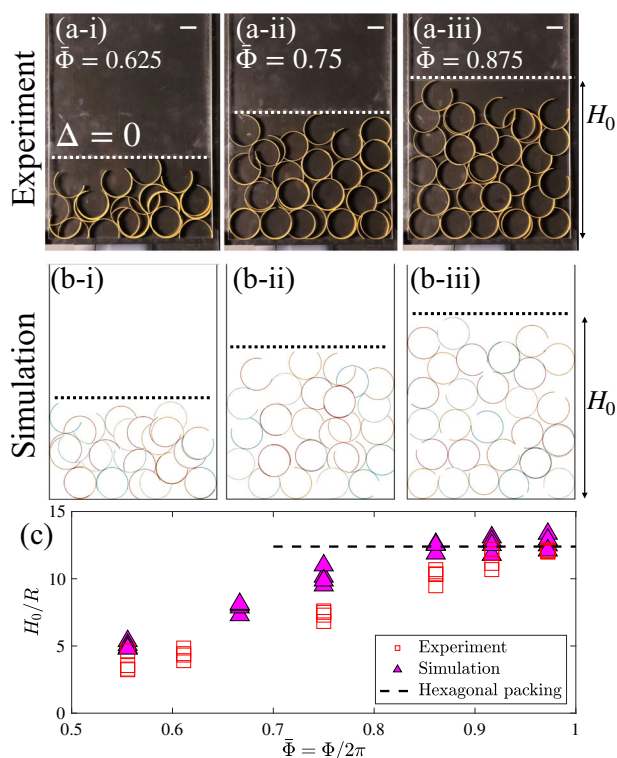 Experiment
(a-i)
Φ̄ = 0.625
Δ = 0
(a-ii)
Φ̄ = 0.75
(a-iii)
Φ̄ = 0.875
H₀
Simulation
(b-i)
(b-ii)
(b-iii)
H₀
(c)
H₀/R
15
10
5
0
0.5
0.6
0.7
0.8
0.9
1
Φ̄ = Φ/2π
Experiment
Simulation
Hexagonal packing